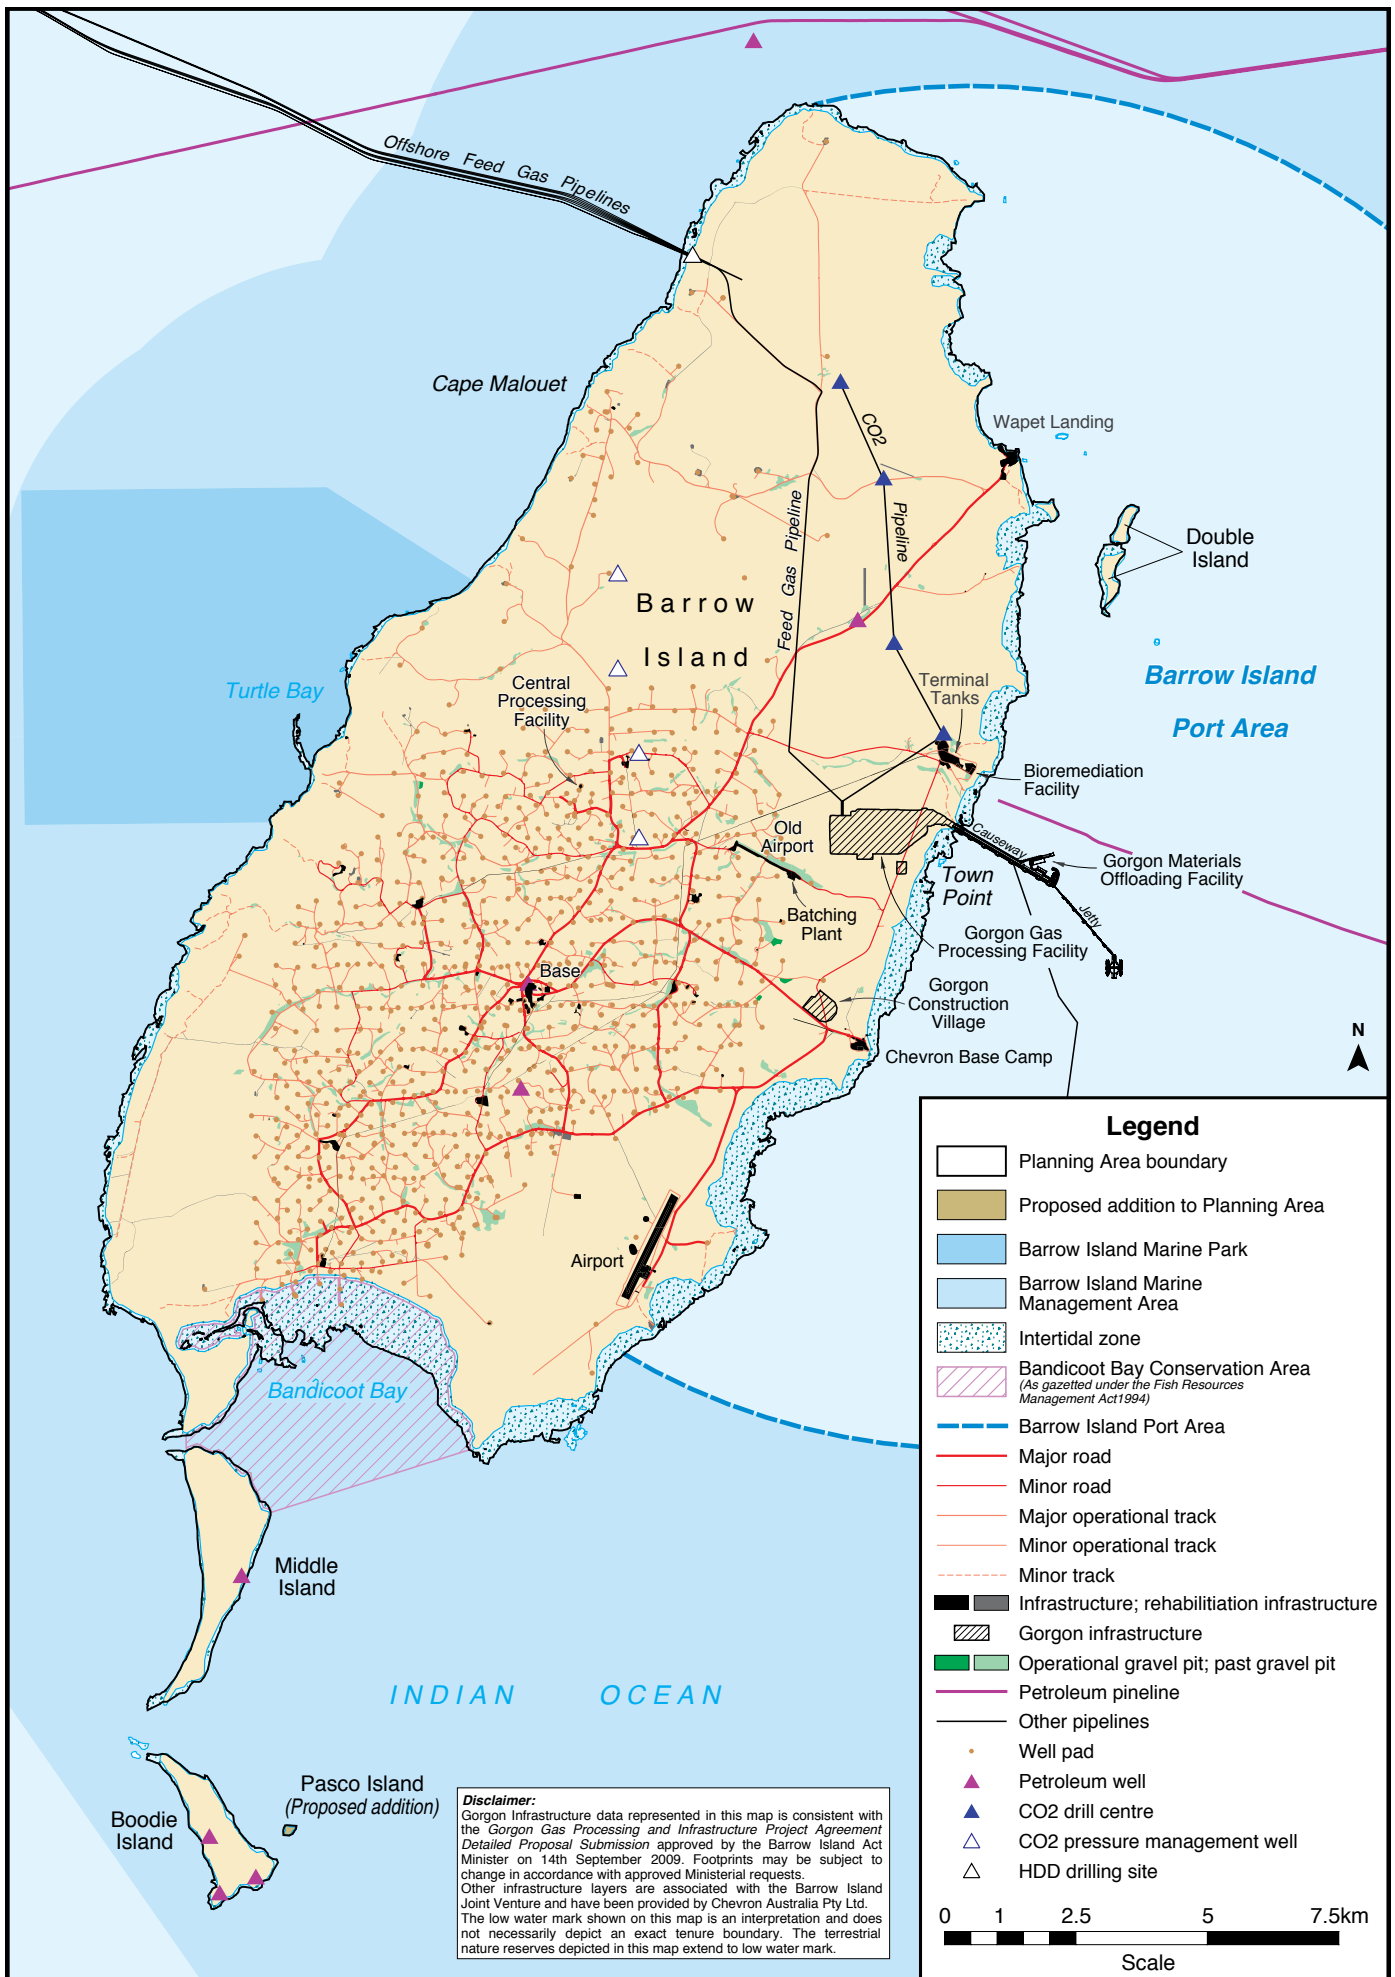 Offshore Feed Gas Pipelines
Cape Malouet
CO2
Pipeline
Wapet Landing
Feed Gas Pipeline
Double
Island
Barrow
Island
Turtle Bay
Central
Processing
Facility
Terminal
Tanks
Barrow Island
Port Area
Bioremediation
Facility
Old
Airport
Causeway
Gorgon Materials
Offloading Facility
Town
Point
Jetty
Batching
Plant
Gorgon Gas
Processing Facility
Base
Gorgon
Construction
Village
N
Chevron Base Camp
Airport
Bandicoot Bay
Middle
Island
INDIAN OCEAN
Pasco Island
(Proposed addition)
Boodie
Island
Disclaimer:
Gorgon Infrastructure data represented in this map is consistent with
the Gorgon Gas Processing and Infrastructure Project Agreement
Detailed Proposal Submission approved by the Barrow Island Act
Minister on 14th September 2009. Footprints may be subject to
change in accordance with approved Ministerial requests.
Other infrastructure layers are associated with the Barrow Island
Joint Venture and have been provided by Chevron Australia Pty Ltd.
The low water mark shown on this map is an interpretation and does
not necessarily depict an exact tenure boundary. The terrestrial
nature reserves depicted in this map extend to low water mark.
Legend
Planning Area boundary
Proposed addition to Planning Area
Barrow Island Marine Park
Barrow Island Marine
Management Area
Intertidal zone
Bandicoot Bay Conservation Area
(As gazetted under the Fish Resources
Management Act1994)
Barrow Island Port Area
Major road
Minor road
Major operational track
Minor operational track
Minor track
Infrastructure; rehabilitiation infrastructure
Gorgon infrastructure
Operational gravel pit; past gravel pit
Petroleum pineline
Other pipelines
Well pad
Petroleum well
CO2 drill centre
CO2 pressure management well
HDD drilling site
0 1 2.5 5 7.5km
Scale